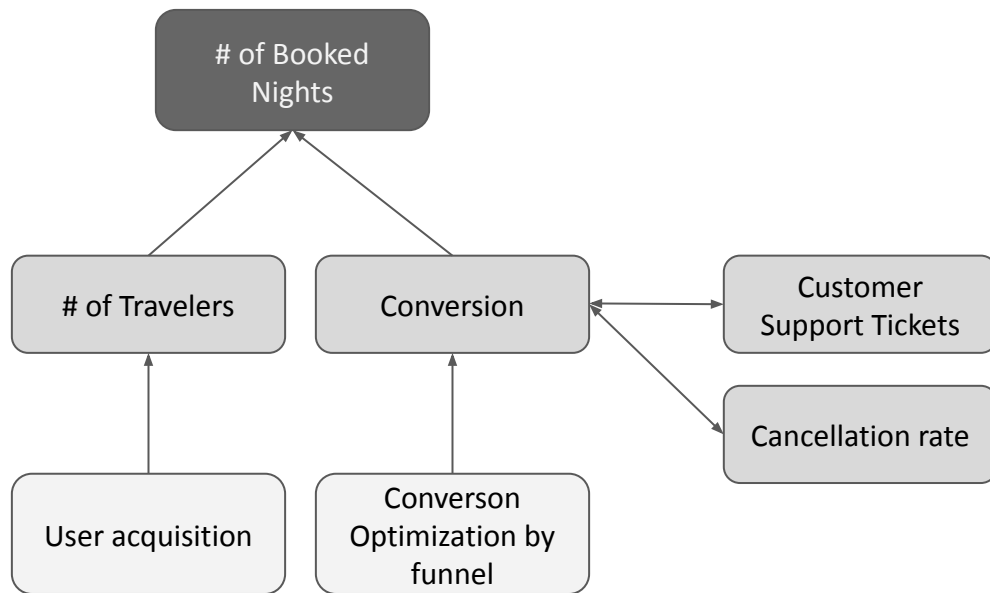 # of Booked
Nights
# of Travelers
Conversion
Customer
Support Tickets
Cancellation rate
User acquisition
Converson
Optimization by
funnel